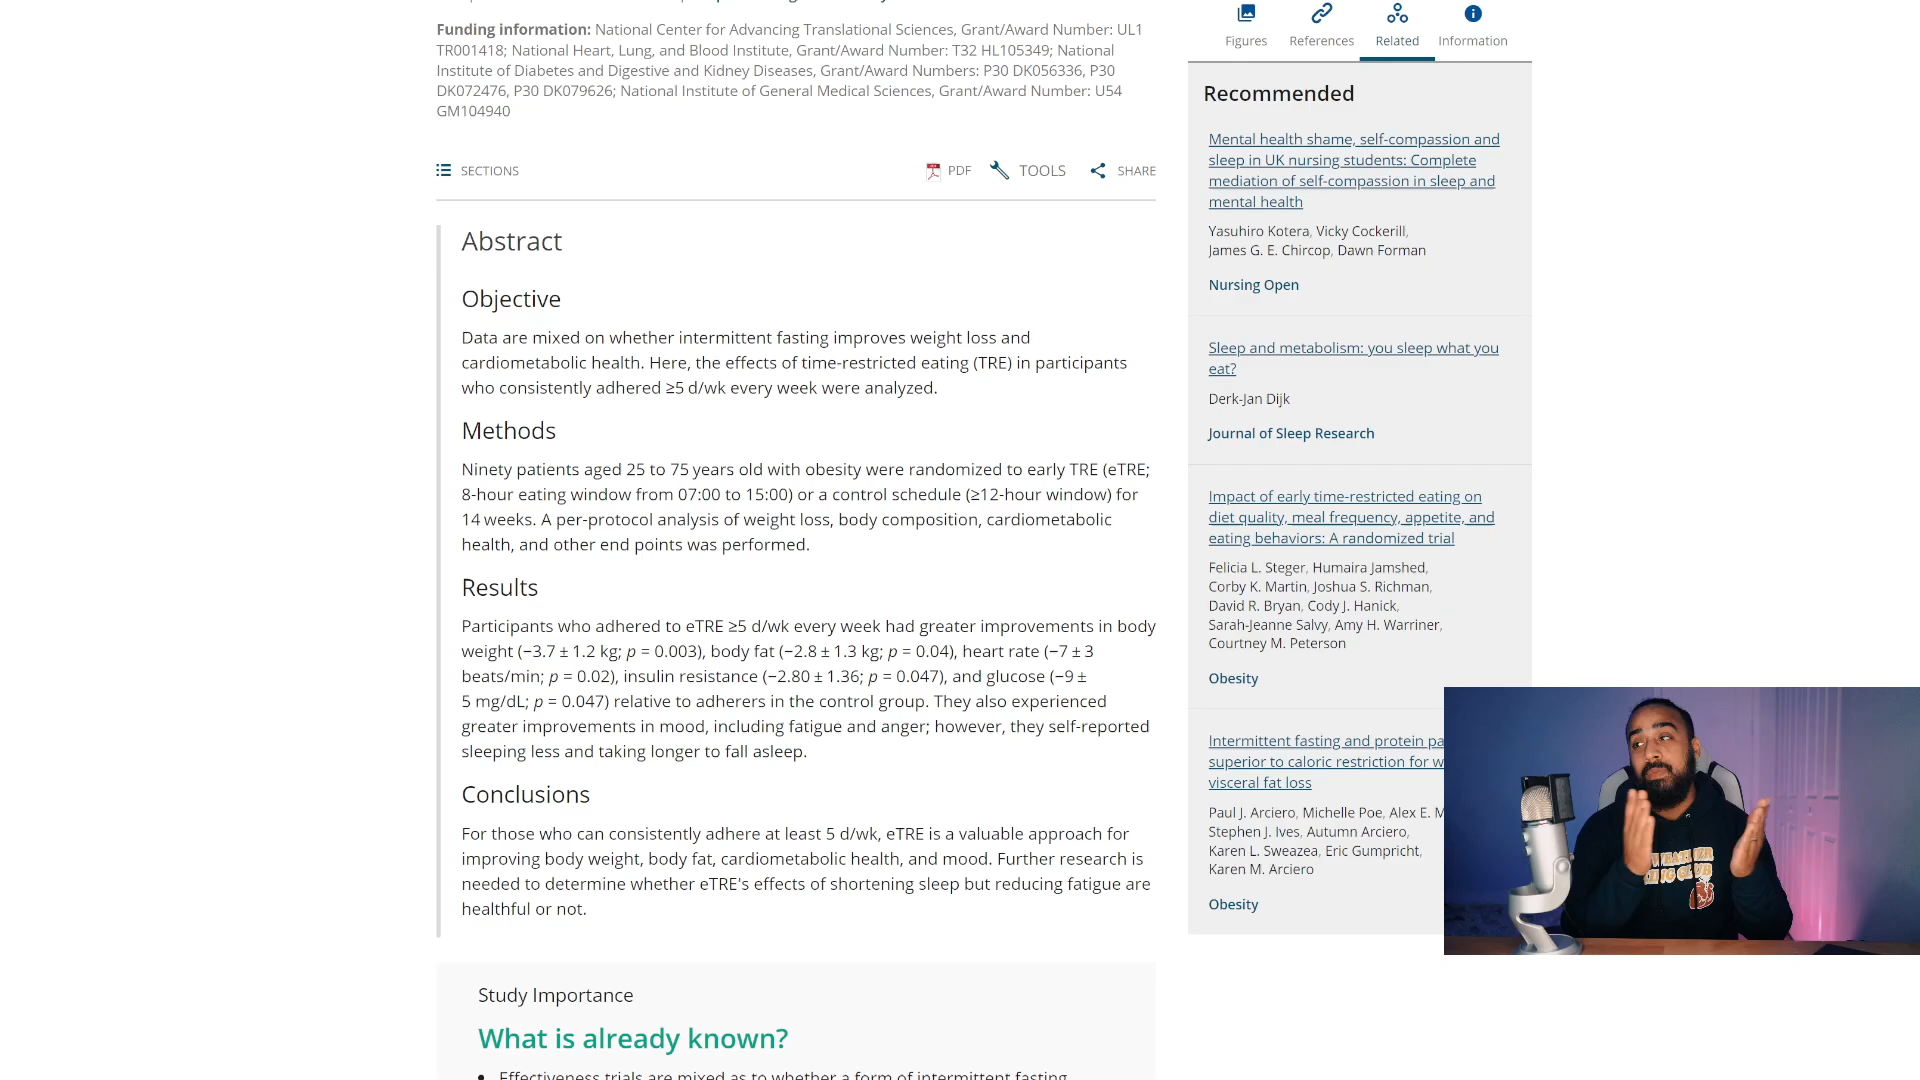 Funding information: National Center for Advancing Translational Sciences, Grant/Award Number: UL1
TR001418; National Heart, Lung, and Blood Institute, Grant/Award Number: T32 HL105349; National
Institute of Diabetes and Digestive and Kidney Diseases, Grant/Award Numbers: P30 DK056336, P30
DK072476, P30 DK079626; National Institute of General Medical Sciences, Grant/Award Number: U54
GM104940
SECTIONS
PDF
TOOLS
SHARE
Abstract
Objective
Data are mixed on whether intermittent fasting improves weight loss and
cardiometabolic health. Here, the effects of time-restricted eating (TRE) in participants
who consistently adhered ≥5 d/wk every week were analyzed.
Methods
Ninety patients aged 25 to 75 years old with obesity were randomized to early TRE (eTRE;
8-hour eating window from 07:00 to 15:00) or a control schedule (≥12-hour window) for
14 weeks. A per-protocol analysis of weight loss, body composition, cardiometabolic
health, and other end points was performed.
Results
Participants who adhered to eTRE ≥5 d/wk every week had greater improvements in body
weight (−3.7 ± 1.2 kg; p = 0.003), body fat (−2.8 ± 1.3 kg; p = 0.04), heart rate (−7 ± 3
beats/min; p = 0.02), insulin resistance (−2.80 ± 1.36; p = 0.047), and glucose (−9 ±
5 mg/dL; p = 0.047) relative to adherers in the control group. They also experienced
greater improvements in mood, including fatigue and anger; however, they self-reported
sleeping less and taking longer to fall asleep.
Conclusions
For those who can consistently adhere at least 5 d/wk, eTRE is a valuable approach for
improving body weight, body fat, cardiometabolic health, and mood. Further research is
needed to determine whether eTRE's effects of shortening sleep but reducing fatigue are
healthful or not.
Study Importance
What is already known?
• Effectiveness trials are mixed as to whether a form of intermittent fasting
Figures
References
Related
Information
Recommended
Mental health shame, self-compassion and
sleep in UK nursing students: Complete
mediation of self-compassion in sleep and
mental health
Yasuhiro Kotera, Vicky Cockerill,
James G. E. Chircop, Dawn Forman
Nursing Open
Sleep and metabolism: you sleep what you
eat?
Derk-Jan Dijk
Journal of Sleep Research
Impact of early time-restricted eating on
diet quality, meal frequency, appetite, and
eating behaviors: A randomized trial
Felicia L. Steger, Humaira Jamshed,
Corby K. Martin, Joshua S. Richman,
David R. Bryan, Cody J. Hanick,
Sarah-Jeanne Salvy, Amy H. Warriner,
Courtney M. Peterson
Obesity
Intermittent fasting and protein pa
superior to caloric restriction for w
visceral fat loss
Paul J. Arciero, Michelle Poe, Alex E. M
Stephen J. Ives, Autumn Arciero,
Karen L. Sweazea, Eric Gumpricht,
Karen M. Arciero
Obesity